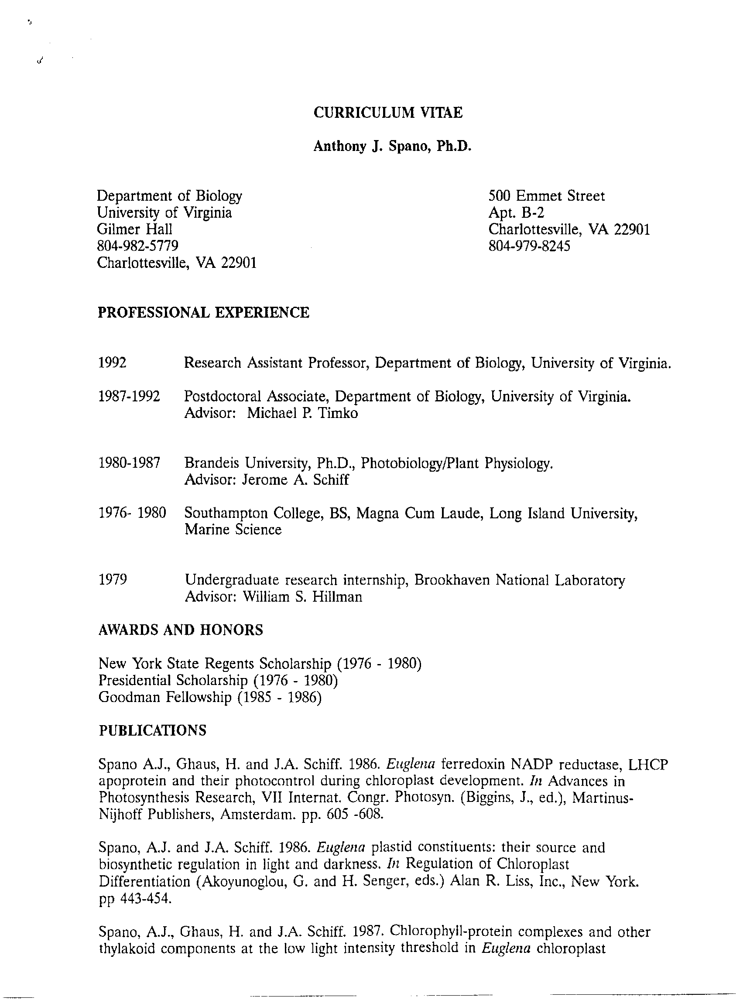 CURRICULUM VITAE
Anthony J. Spano, Ph.D.
Department of Biology
University of Virginia
Gilmer Hall
804-982-5779
Charlottesville, VA 22901
500 Emmet Street
Apt. B-2
Charlottesville, VA 22901
804-979-8245
PROFESSIONAL EXPERIENCE
1992 Research Assistant Professor, Department of Biology, University of Virginia.
1987-1992 Postdoctoral Associate, Department of Biology, University of Virginia.
Advisor: Michael P. Timko
1980-1987 Brandeis University, Ph.D., Photobiology/Plant Physiology.
Advisor: Jerome A. Schiff
1976- 1980 Southampton College, BS, Magna Cum Laude, Long Island University,
Marine Science
1979 Undergraduate research internship, Brookhaven National Laboratory
Advisor: William S. Hillman
AWARDS AND HONORS
New York State Regents Scholarship (1976 - 1980)
Presidential Scholarship (1976 - 1980)
Goodman Fellowship (1985 - 1986)
PUBLICATIONS
Spano A.J., Ghaus, H. and J.A. Schiff. 1986. Euglena ferredoxin NADP reductase, LHCP
apoprotein and their photocontrol during chloroplast development. In Advances in
Photosynthesis Research, VII Internat. Congr. Photosyn. (Biggins, J., ed.), Martinus-
Nijhoff Publishers, Amsterdam. pp. 605 -608.
Spano, A.J. and J.A. Schiff. 1986. Euglena plastid constituents: their source and
biosynthetic regulation in light and darkness. In Regulation of Chloroplast
Differentiation (Akoyunoglou, G. and H. Senger, eds.) Alan R. Liss, Inc., New York.
pp 443-454.
Spano, A.J., Ghaus, H. and J.A. Schiff. 1987. Chlorophyll-protein complexes and other
thylakoid components at the low light intensity threshold in Euglena chloroplast